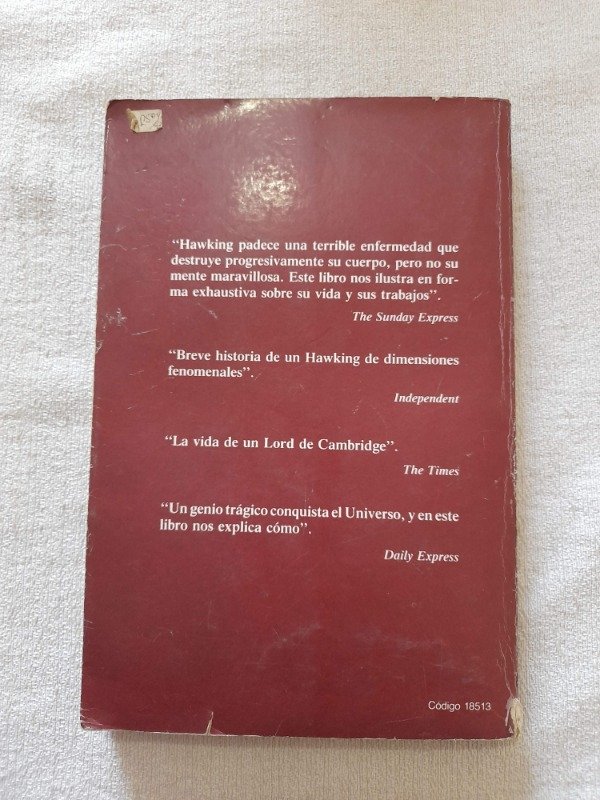 "Hawking padece una terrible enfermedad que
destruye progresivamente su cuerpo, pero no su
mente maravillosa. Este libro nos ilustra en for-
ma exhaustiva sobre su vida y sus trabajos".
The Sunday Express
"Breve historia de un Hawking de dimensiones
fenomenales".
Independent
"La vida de un Lord de Cambridge".
The Times
"Un genio trágico conquista el Universo, y en este
libro nos explica cómo".
Daily Express
Código 18513